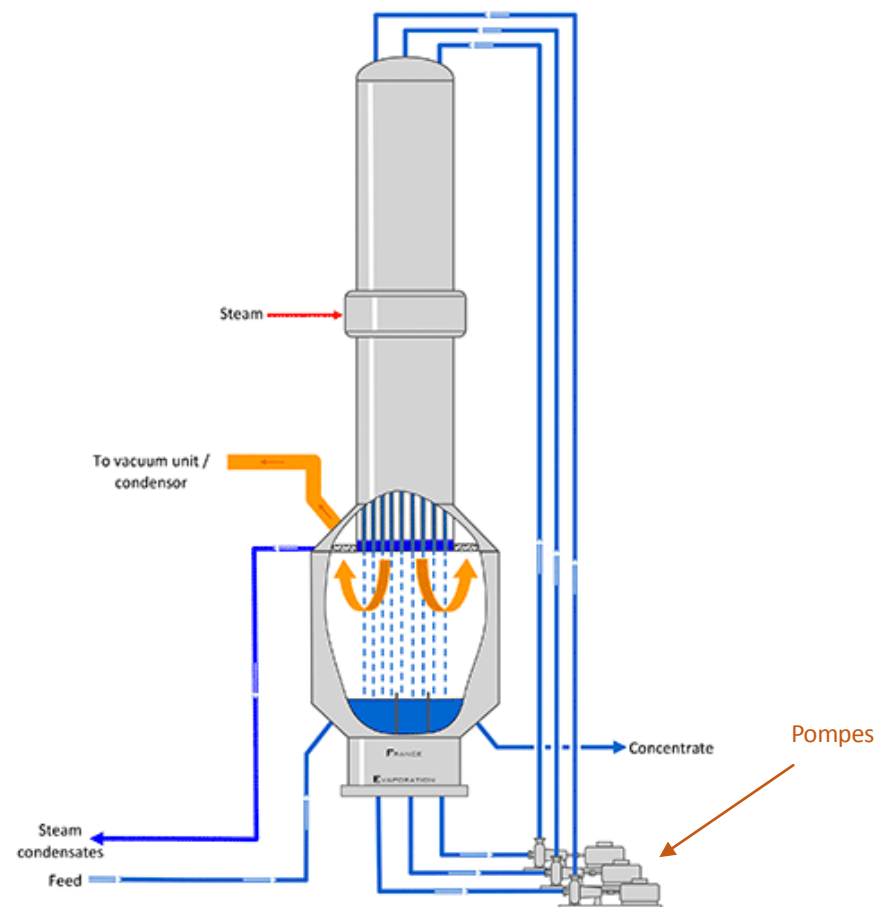 Steam
To vacuum unit /
condensor
Pompes
Concentrate
FRANCE
EVAPORATION
Steam
condensates
Feed